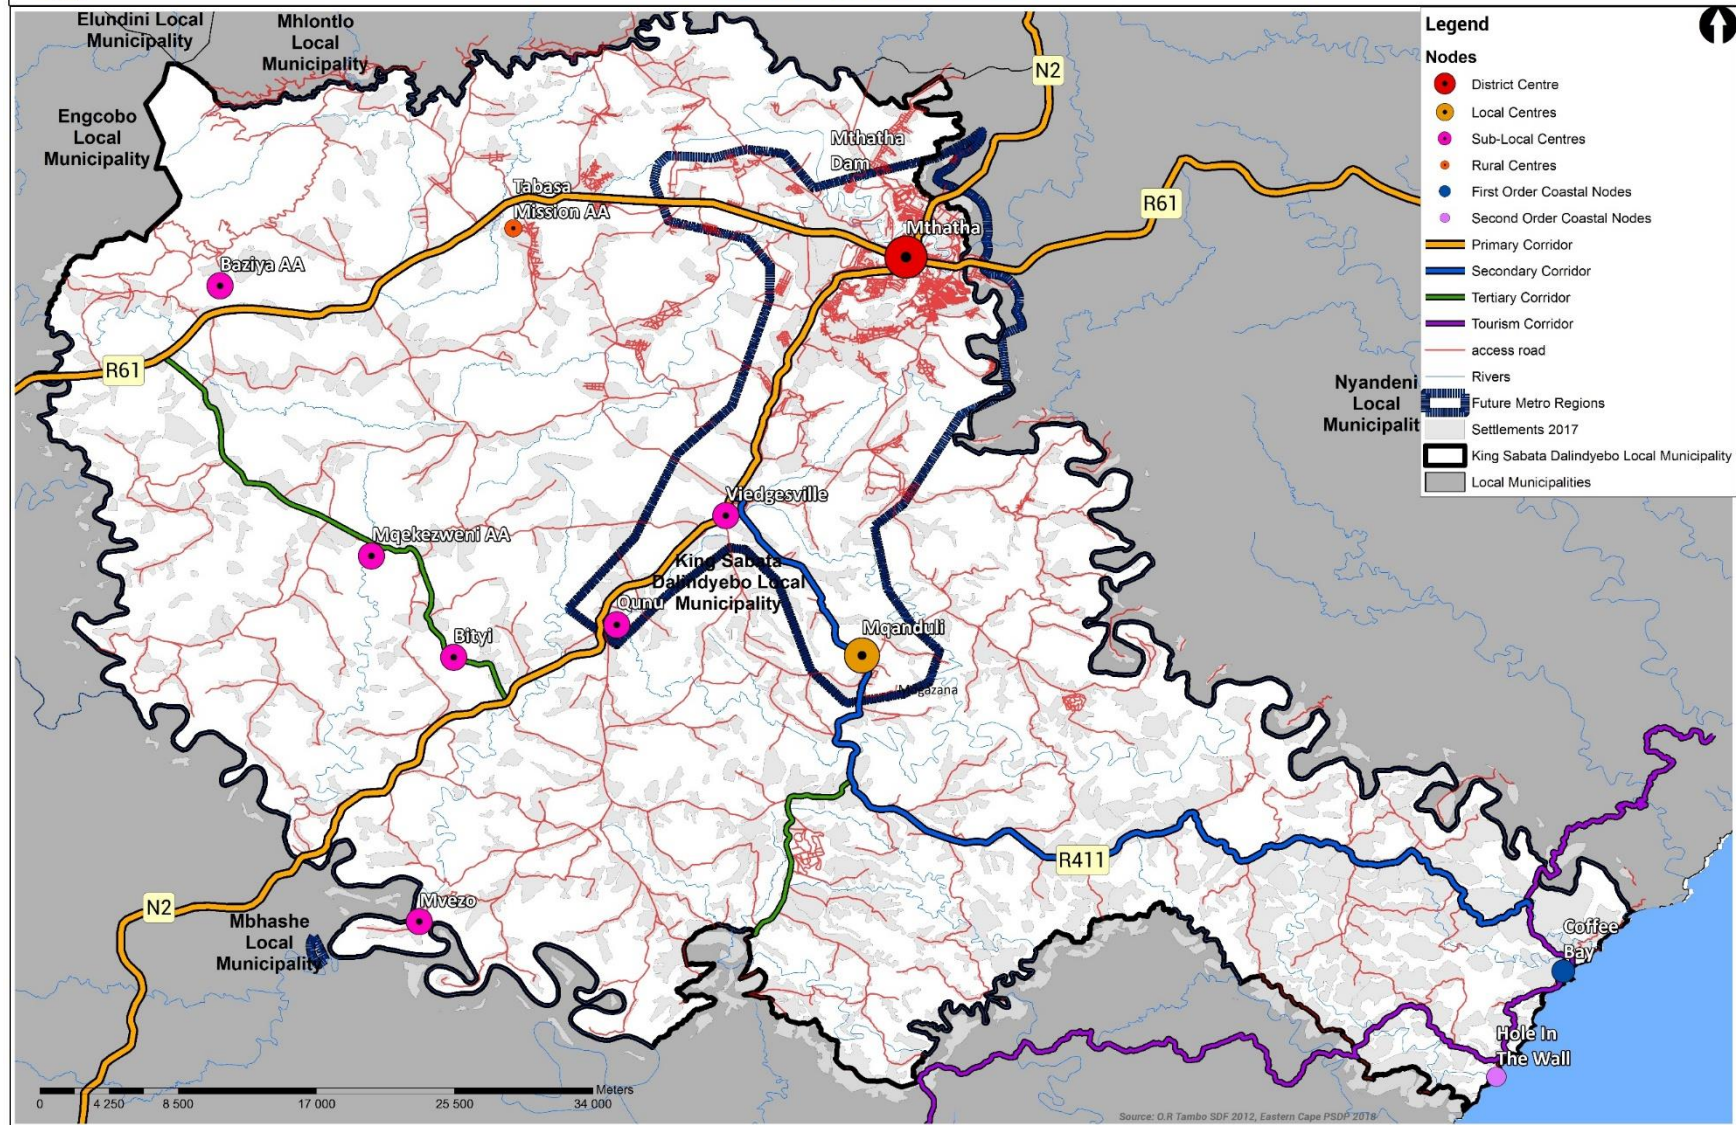 Elundini Local
Municipality
Mhlontlo
Local
Municipality
Engcobo
Local
Municipality
N2
Mthatha
Dam
R61
Tabasa
Mission AA
Mthatha
Baziya AA
R61
Nyandeni
Local
Municipalit
Viedgesville
Mqekezweni AA
King Sabata
Dalindyebo Local
Municipality
Qunu
Mqanduli
Bityi
Magazana
R411
N2
Mvezo
Mbhashe
Local
Municipality
Coffee
Bay
Hole In
The Wall
Meters
0
4 250
8 500
17 000
25 500
34 000
Source: O.R Tambo SDF 2012, Eastern Cape PSDP 2018
Legend
Nodes
District Centre
Local Centres
Sub-Local Centres
Rural Centres
First Order Coastal Nodes
Second Order Coastal Nodes
Primary Corridor
Secondary Corridor
Tertiary Corridor
Tourism Corridor
access road
Rivers
Future Metro Regions
Settlements 2017
King Sabata Dalindyebo Local Municipality
Local Municipalities